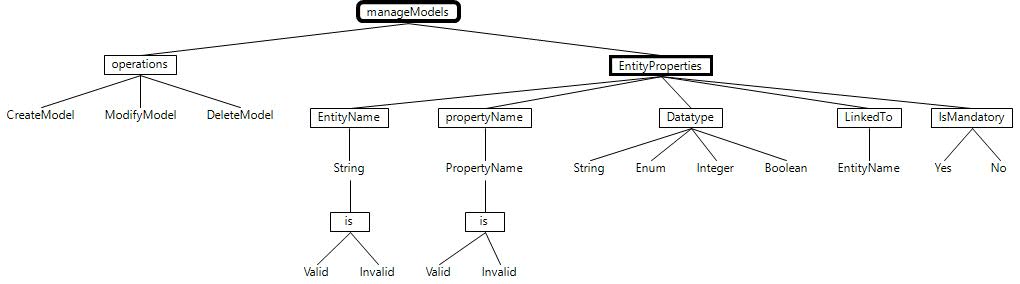 manageModels
operations
EntityProperties
CreateModel ModifyModel DeleteModel
EntityName propertyName Datatype LinkedTo IsMandatory
String PropertyName String Enum Integer Boolean EntityName Yes No
is is
Valid Invalid Valid Invalid